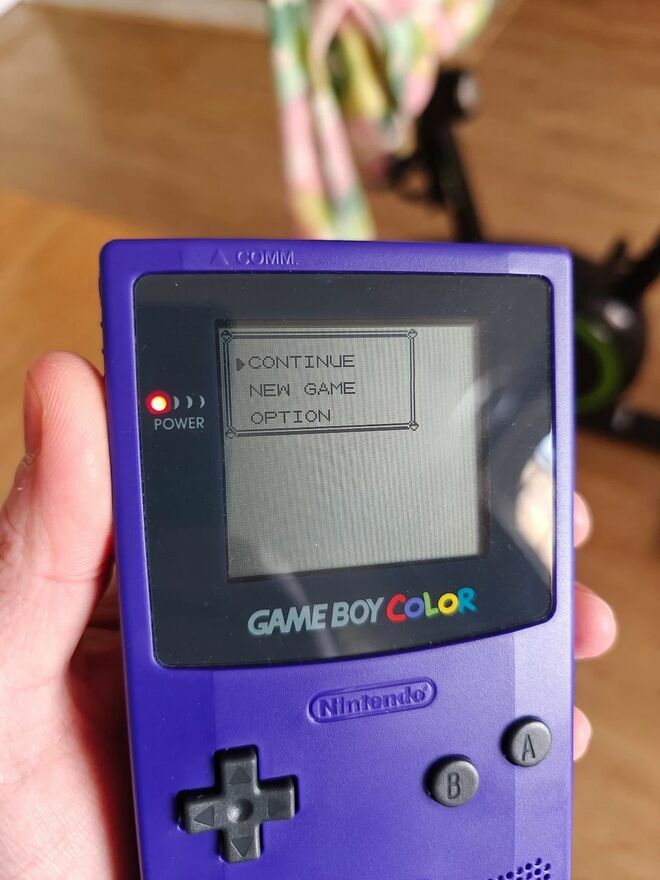 COMM.
CONTINUE
NEW GAME
OPTION
POWER
GAME BOY COLOR
Nintendo
A
B